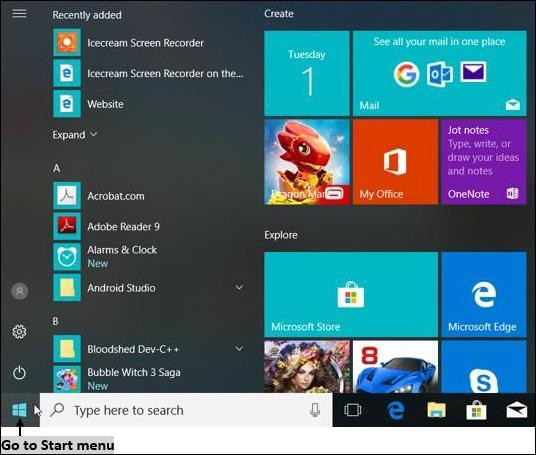 Recently added
Icecream Screen Recorder
Icecream Screen Recorder on the...
Website
Expand
A
Acrobat.com
Adobe Reader 9
Alarms & Clock
New
Android Studio
B
Bloodshed Dev-C++
Bubble Witch 3 Saga
New
Create
Tuesday
1
See all your mail in one place
Mail
Dragon Man
My Office
Jot notes
Type, write, or
draw your ideas
and notes
OneNote
Explore
Microsoft Store
Microsoft Edge
8
Type here to search
Go to Start menu